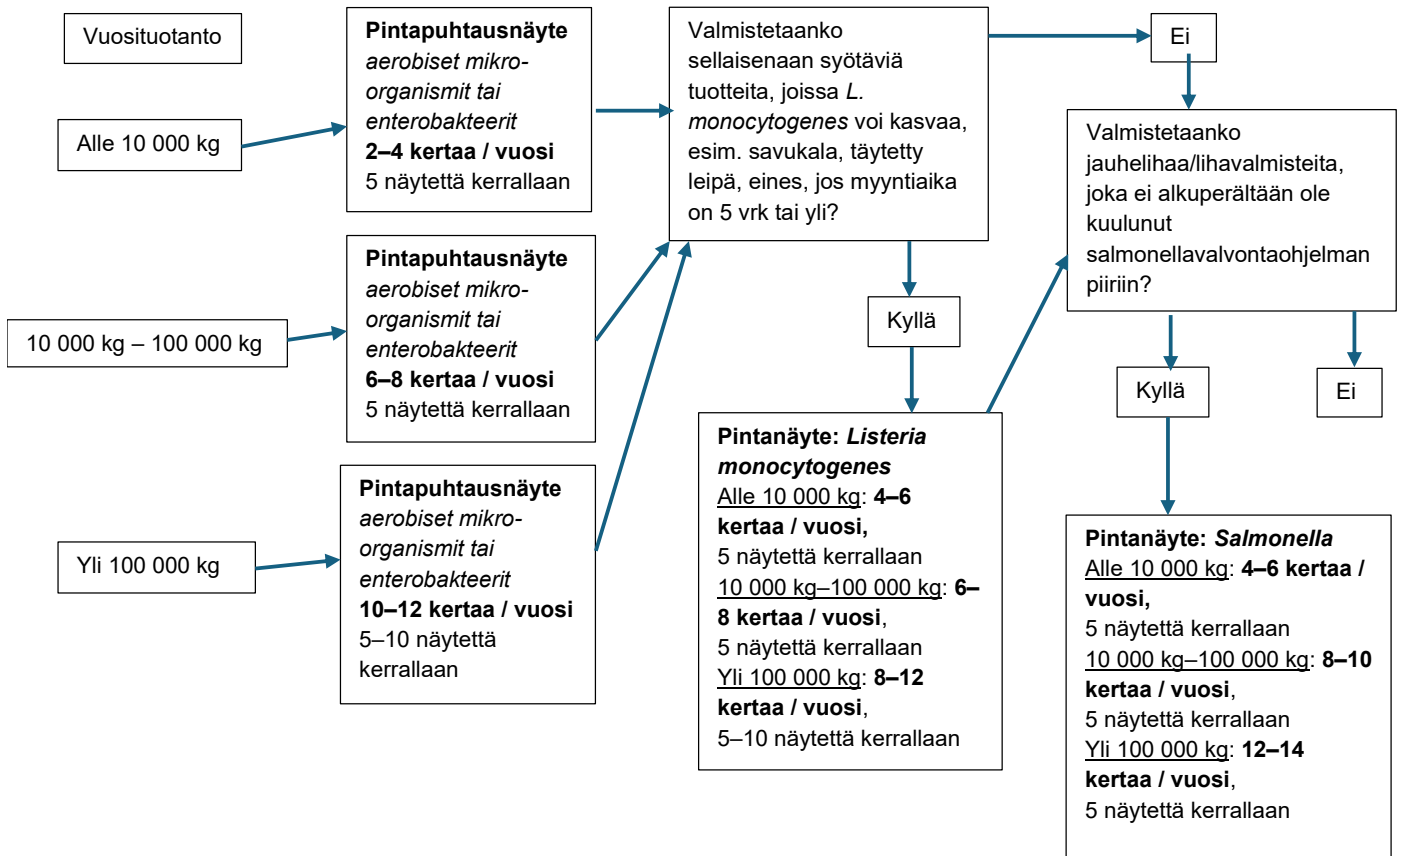 Vuosituotanto
Alle 10 000 kg
10 000 kg – 100 000 kg
Yli 100 000 kg
Pintapuhtausnäyte
aerobiset mikro-
organismit tai
enterobakteerit
2–4 kertaa / vuosi
5 näytettä kerrallaan
Pintapuhtausnäyte
aerobiset mikro-
organismit tai
enterobakteerit
6–8 kertaa / vuosi
5 näytettä kerrallaan
Pintapuhtausnäyte
aerobiset mikro-
organismit tai
enterobakteerit
10–12 kertaa / vuosi
5–10 näytettä
kerrallaan
Valmistetaanko
sellaisenaan syötäviä
tuotteita, joissa L.
monocytogenes voi kasvaa,
esim. savukala, täytetty
leipä, eines, jos myyntiaika
on 5 vrk tai yli?
Kyllä
Pintanäyte: Listeria
monocytogenes
Alle 10 000 kg: 4–6
kertaa / vuosi,
5 näytettä kerrallaan
10 000 kg–100 000 kg: 6–
8 kertaa / vuosi,
5 näytettä kerrallaan
Yli 100 000 kg: 8–12
kertaa / vuosi,
5–10 näytettä kerrallaan
Ei
Valmistetaanko
jauhelihaa/lihavalmisteita,
joka ei alkuperältään ole
kuulunut
salmonellavalvontaohjelman
piiriin?
Kyllä
Ei
Pintanäyte: Salmonella
Alle 10 000 kg: 4–6 kertaa /
vuosi,
5 näytettä kerrallaan
10 000 kg–100 000 kg: 8–10
kertaa / vuosi,
5 näytettä kerrallaan
Yli 100 000 kg: 12–14
kertaa / vuosi,
5 näytettä kerrallaan